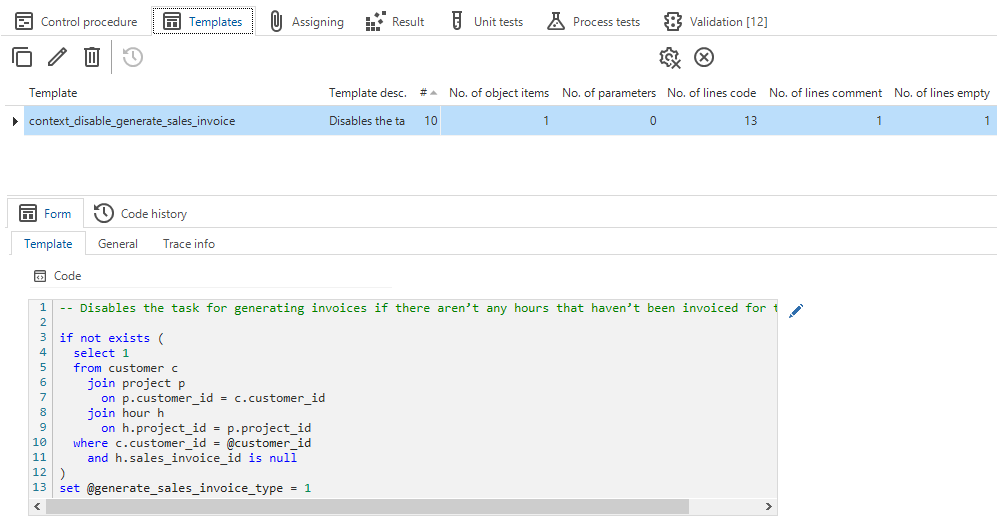 Control procedure Templates Assigning Result Unit tests Process tests Validation [12]
Template Template desc. # No. of object items No. of parameters No. of lines code No. of lines comment No. of lines empty
context_disable_generate_sales_invoice Disables the ta 10 1 0 13 1 1
Form Code history
Template General Trace info
Code
1 -- Disables the task for generating invoices if there aren’t any hours that haven’t been invoiced for t
2
3 if not exists (
4 select 1
5 from customer c
6 join project p
7 on p.customer_id = c.customer_id
8 join hour h
9 on h.project_id = p.project_id
10 where c.customer_id = @customer_id
11 and h.sales_invoice_id is null
12 )
13 set @generate_sales_invoice_type = 1